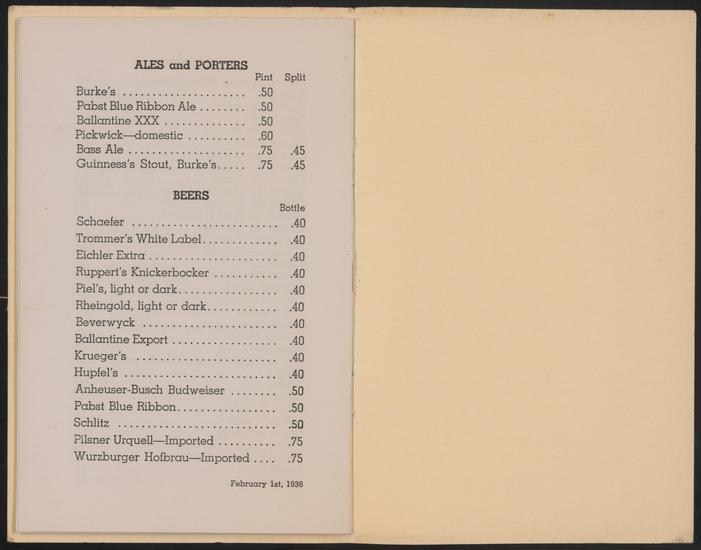 ALES and PORTERS
Pint Split
Burke's ..................... .50
Pabst Blue Ribbon Ale ........ .50
Ballantine XXX .............. .50
Pickwick—domestic .......... .60
Bass Ale .................... .75 .45
Guinness's Stout, Burke's..... .75 .45
BEERS
Bottle
Schaefer ......................... .40
Trommer's White Label............. .40
Eichler Extra ...................... .40
Ruppert's Knickerbocker ........... .40
Piel's, light or dark................. .40
Rheingold, light or dark............ .40
Beverwyck ....................... .40
Ballantine Export .................. .40
Krueger's ........................ .40
Hupfel's .......................... .40
Anheuser-Busch Budweiser ........ .50
Pabst Blue Ribbon................. .50
Schlitz ........................... .50
Pilsner Urquell—Imported .......... .75
Wurzburger Hofbrau—Imported .... .75
February 1st, 1936